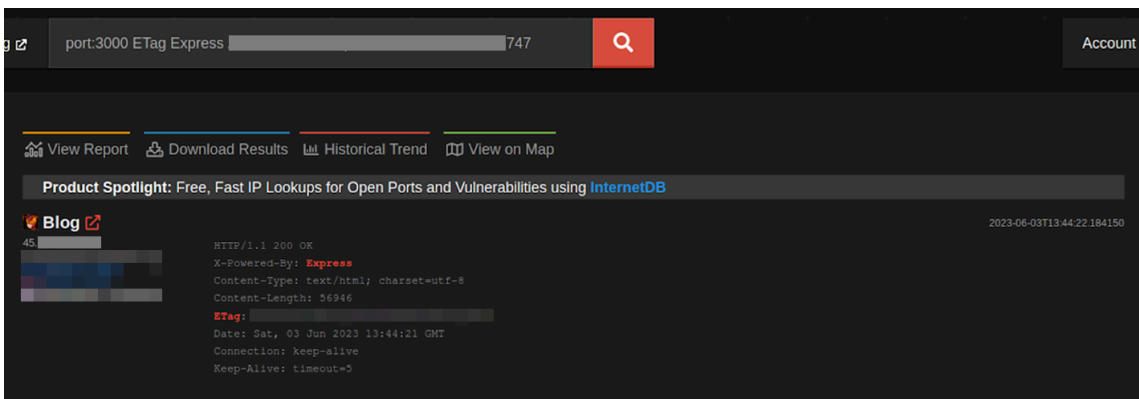 g
port:3000 ETag Express 747
Account
View Report Download Results Historical Trend View on Map
Product Spotlight: Free, Fast IP Lookups for Open Ports and Vulnerabilities using InternetDB
Blog
2023-06-03T13:44:22.184150
45.
HTTP/1.1 200 OK
X-Powered-By: Express
Content-Type: text/html; charset=utf-8
Content-Length: 56946
ETag:
Date: Sat, 03 Jun 2023 13:44:21 GMT
Connection: keep-alive
Keep-Alive: timeout=5